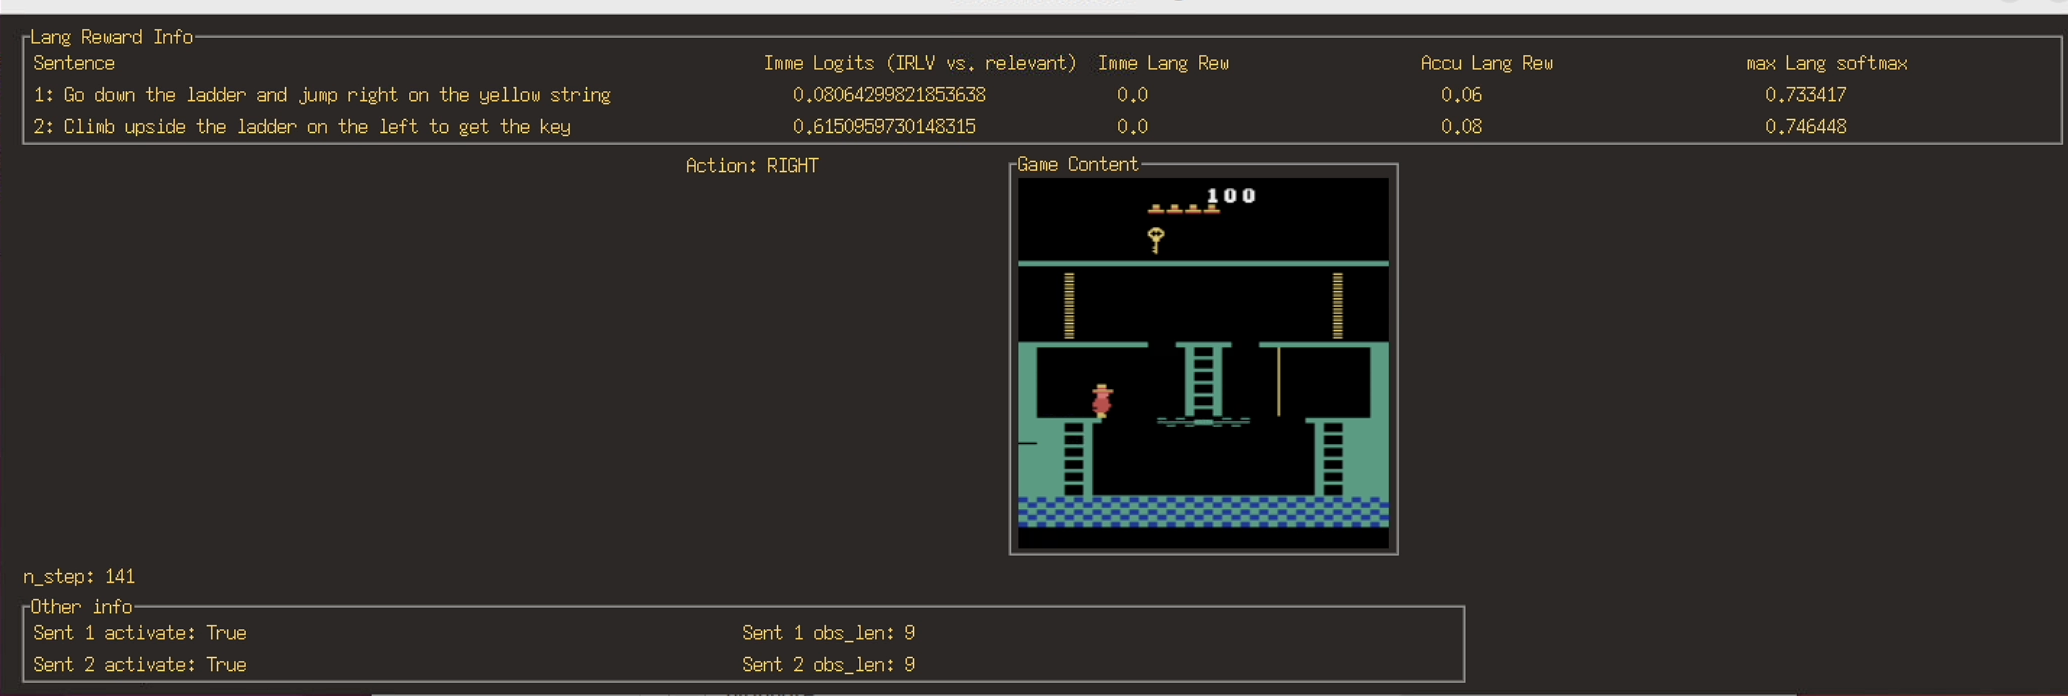 Lang Reward Info
Sentence Imme Logits (IRLV vs. relevant) Imme Lang Rew Accu Lang Rew max Lang softmax
1: Go down the ladder and jump right on the yellow string 0.08064299821853638 0.0 0.06 0.733417
2: Climb upside the ladder on the left to get the key 0.6150959730148315 0.0 0.08 0.746448
Action: RIGHT
Game Content
100
n_step: 141
Other info
Sent 1 activate: True Sent 1 obs_len: 9
Sent 2 activate: True Sent 2 obs_len: 9